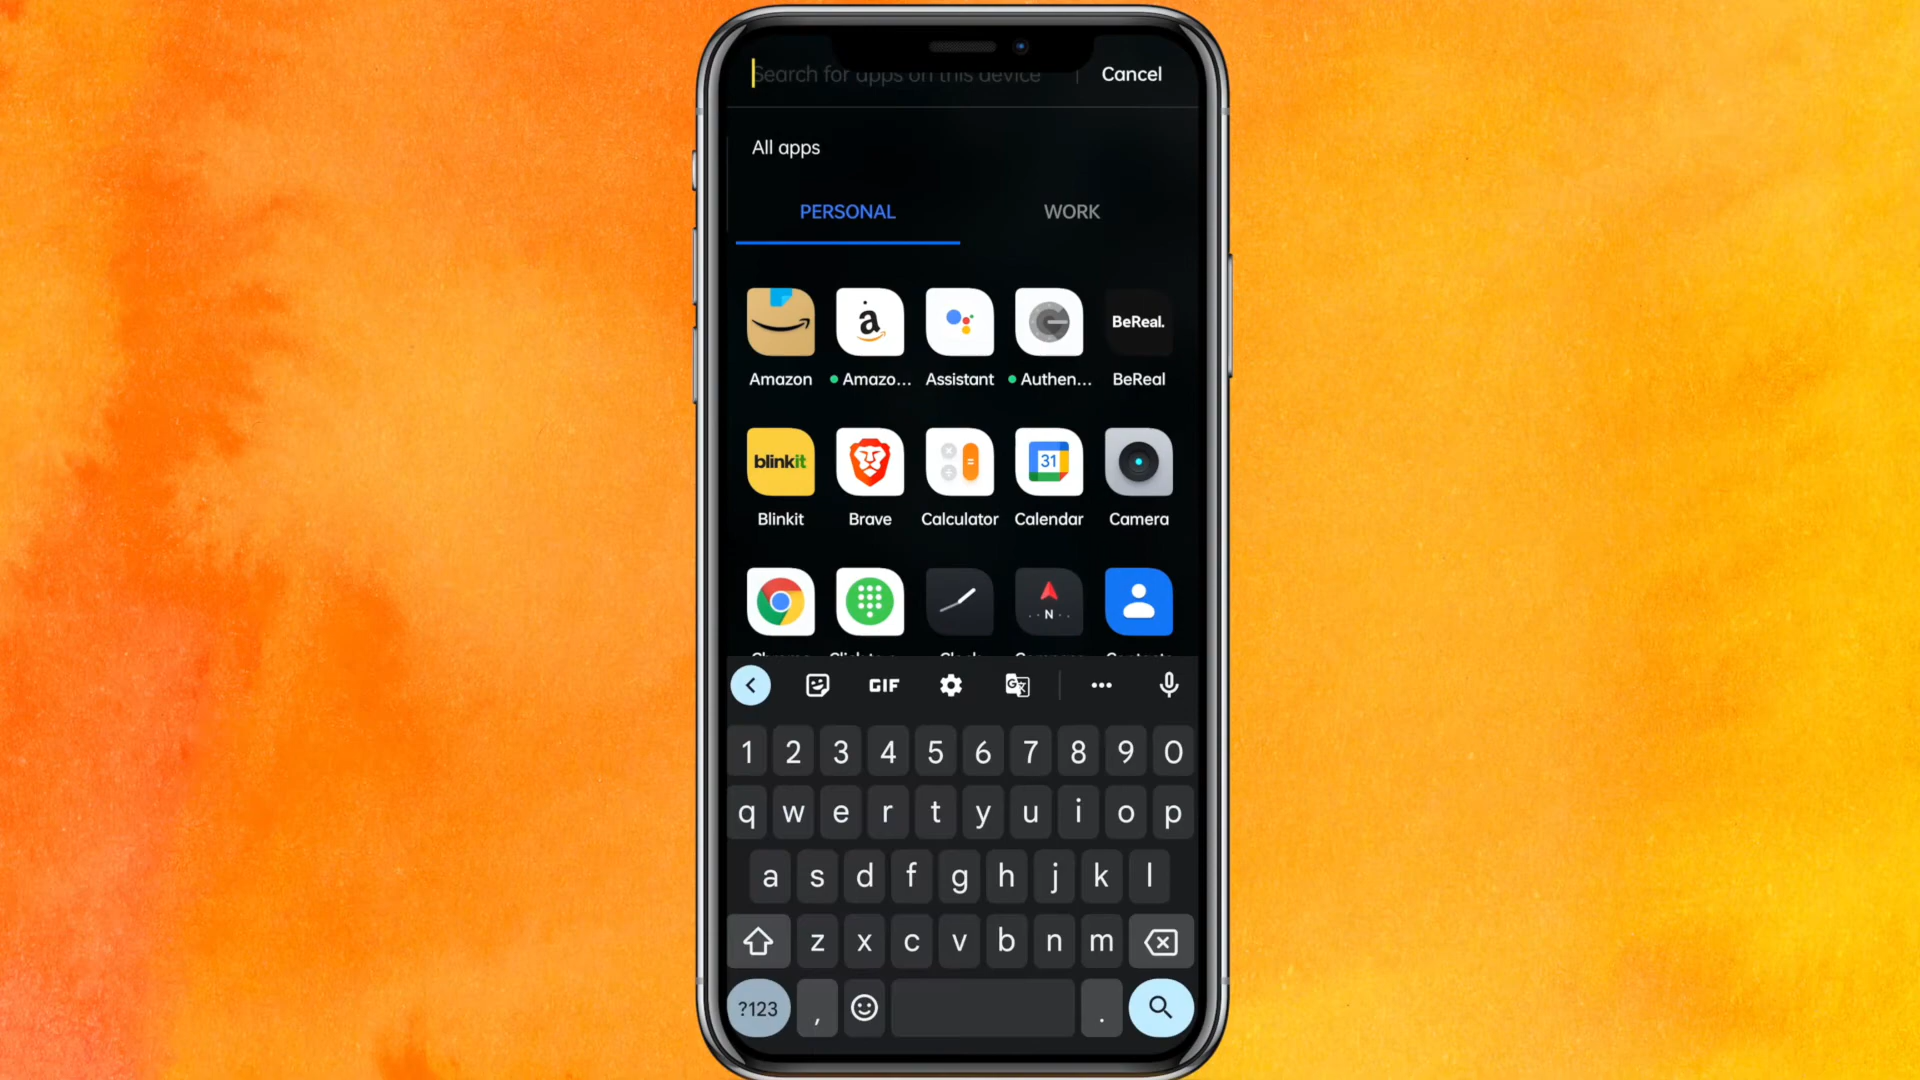 Search for apps on this device
Cancel
All apps
PERSONAL WORK
a BeReal.
Amazon Amazo... Assistant Authen... BeReal
blinkit 31
Blinkit Brave Calculator Calendar Camera
N
GIF G
1 2 3 4 5 6 7 8 9 0
q w e r t y u i o p
a s d f g h j k l
z x c v b n m
?123 , .